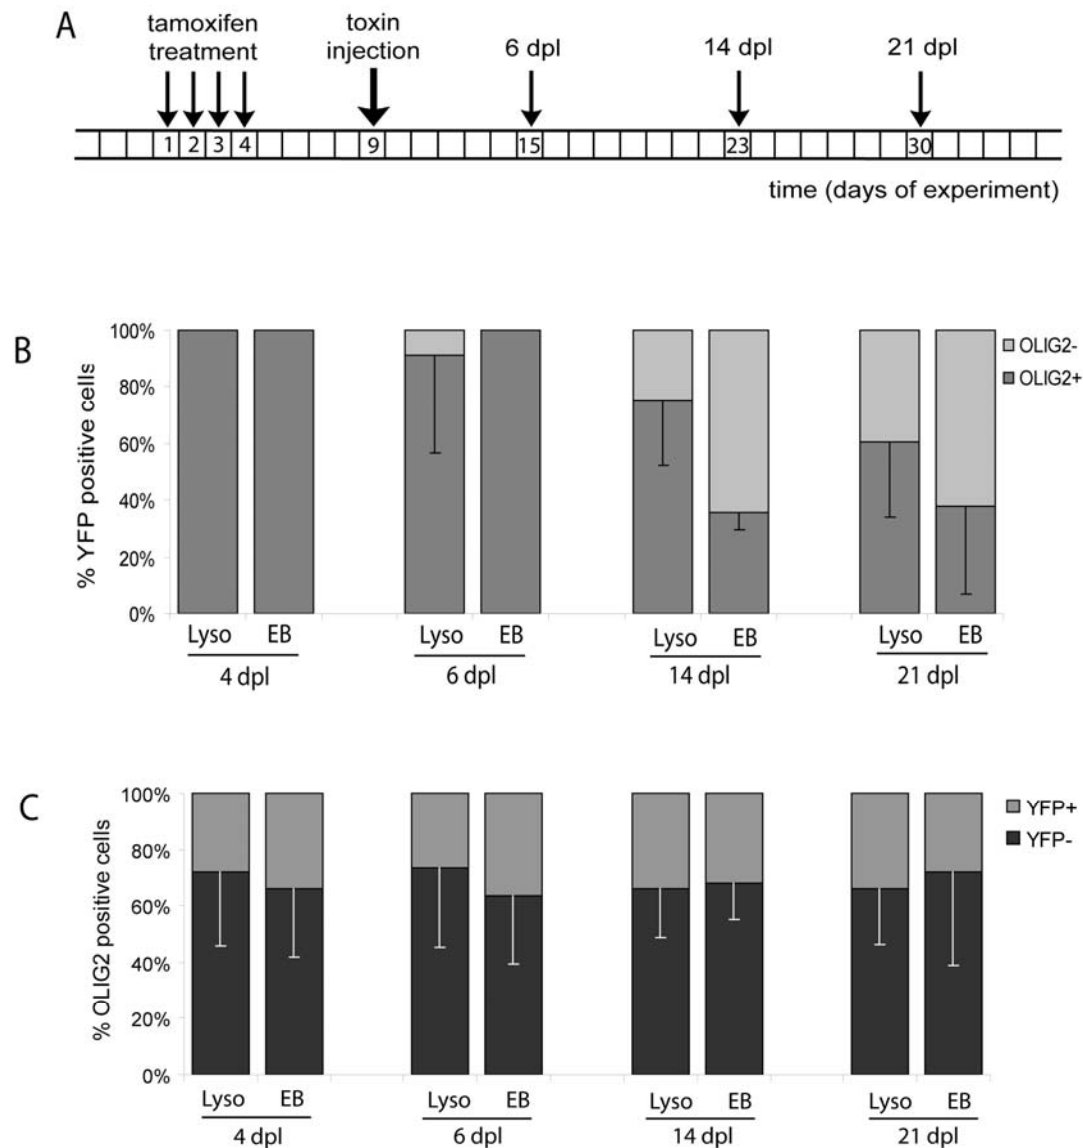 A
tamoxifen
treatment
toxin
injection
6 dpl
14 dpl
21 dpl
1 2 3 4 9 15 23 30
time (days of experiment)
B
% YFP positive cells
100%
80%
60%
40%
20%
0%
OLIG2-
OLIG2+
Lyso EB Lyso EB Lyso EB Lyso EB
4 dpl 6 dpl 14 dpl 21 dpl
C
% OLIG2 positive cells
100%
80%
60%
40%
20%
0%
YFP+
YFP-
Lyso EB Lyso EB Lyso EB Lyso EB
4 dpl 6 dpl 14 dpl 21 dpl